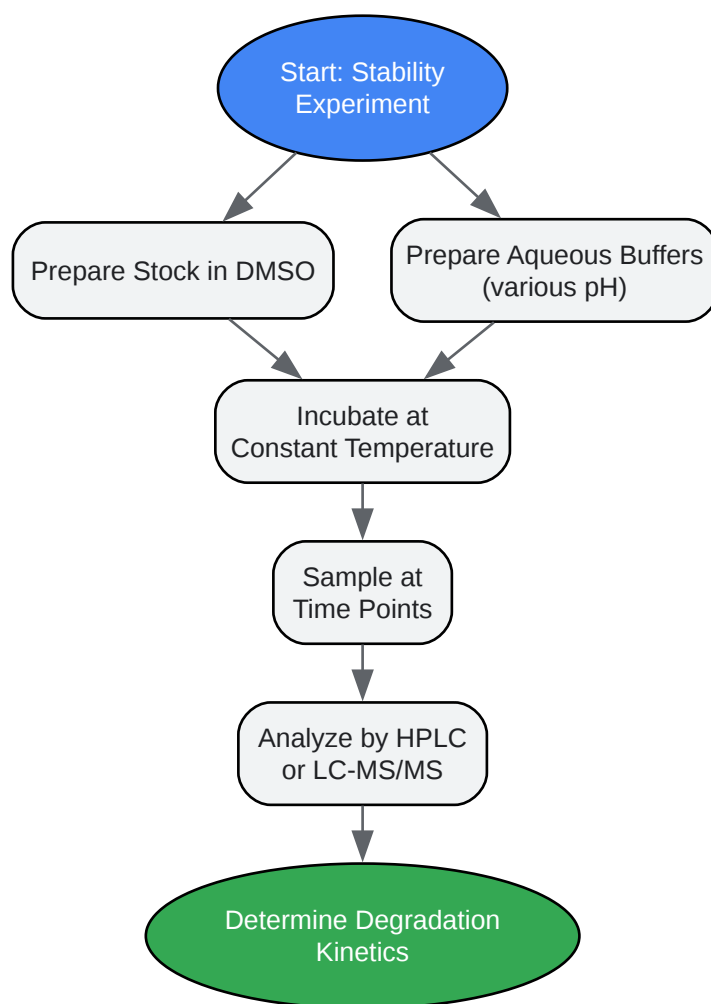 Start: Stability
Experiment
Prepare Stock in DMSO
Prepare Aqueous Buffers
(various pH)
Incubate at
Constant Temperature
Sample at
Time Points
Analyze by HPLC
or LC-MS/MS
Determine Degradation
Kinetics